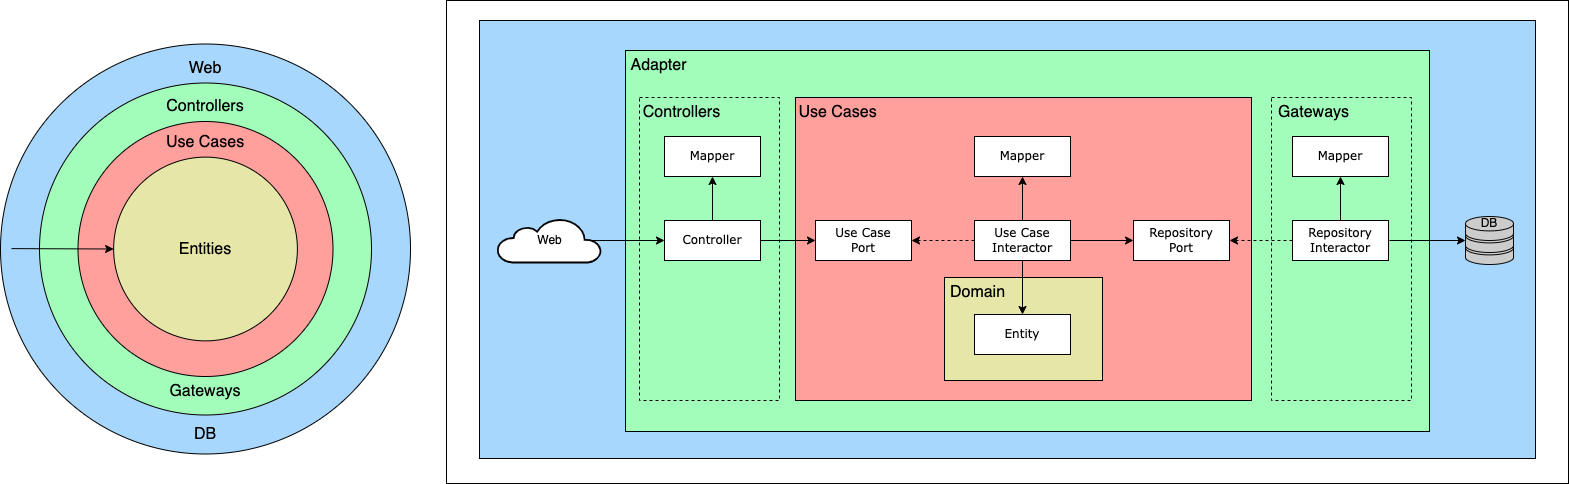 Web
Controllers
Use Cases
Entities
Gateways
DB
Adapter
Controllers
Mapper
Controller
Web
Use Cases
Mapper
Use Case
Port
Use Case
Interactor
Repository
Port
Domain
Entity
Gateways
Mapper
Repository
Interactor
DB